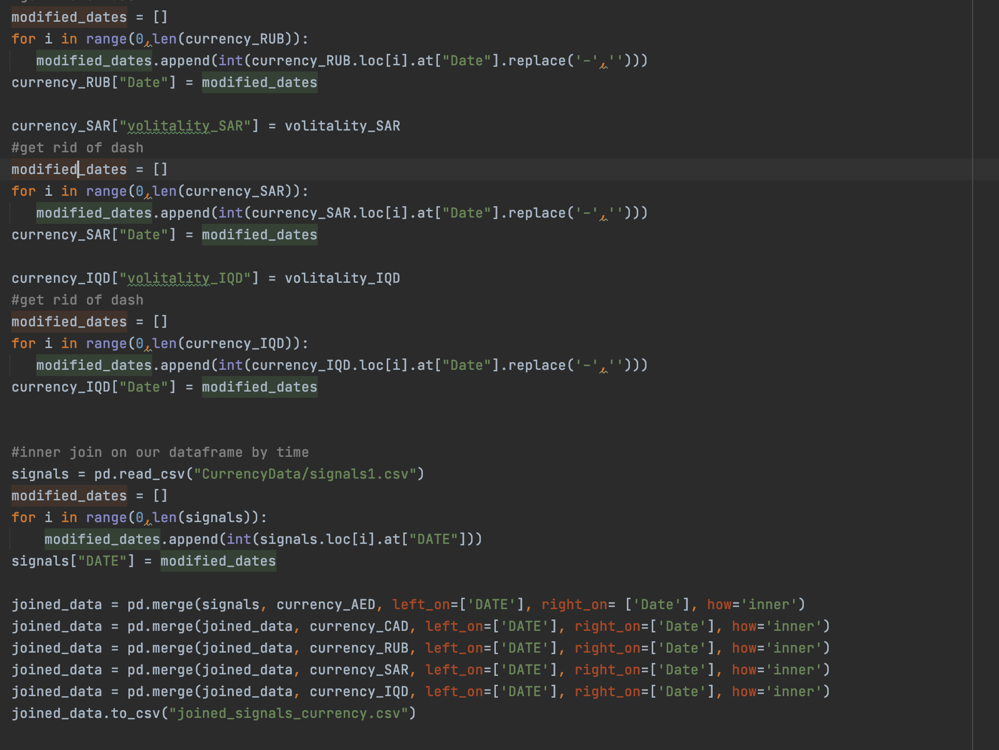 modified_dates = []
for i in range(0,len(currency_RUB)):
   modified_dates.append(int(currency_RUB.loc[i].at["Date"].replace('-','')))
currency_RUB["Date"] = modified_dates
currency_SAR["volitality_SAR"] = volitality_SAR
#get rid of dash
modified_dates = []
for i in range(0,len(currency_SAR)):
   modified_dates.append(int(currency_SAR.loc[i].at["Date"].replace('-','')))
currency_SAR["Date"] = modified_dates
currency_IQD["volitality_IQD"] = volitality_IQD
#get rid of dash
modified_dates = []
for i in range(0,len(currency_IQD)):
   modified_dates.append(int(currency_IQD.loc[i].at["Date"].replace('-','')))
currency_IQD["Date"] = modified_dates
#inner join on our dataframe by time
signals = pd.read_csv("CurrencyData/signals1.csv")
modified_dates = []
for i in range(0,len(signals)):
    modified_dates.append(int(signals.loc[i].at["DATE"]))
signals["DATE"] = modified_dates
joined_data = pd.merge(signals, currency_AED, left_on=['DATE'], right_on= ['Date'], how='inner')
joined_data = pd.merge(joined_data, currency_CAD, left_on=['DATE'], right_on=['Date'], how='inner')
joined_data = pd.merge(joined_data, currency_RUB, left_on=['DATE'], right_on=['Date'], how='inner')
joined_data = pd.merge(joined_data, currency_SAR, left_on=['DATE'], right_on=['Date'], how='inner')
joined_data = pd.merge(joined_data, currency_IQD, left_on=['DATE'], right_on=['Date'], how='inner')
joined_data.to_csv("joined_signals_currency.csv")